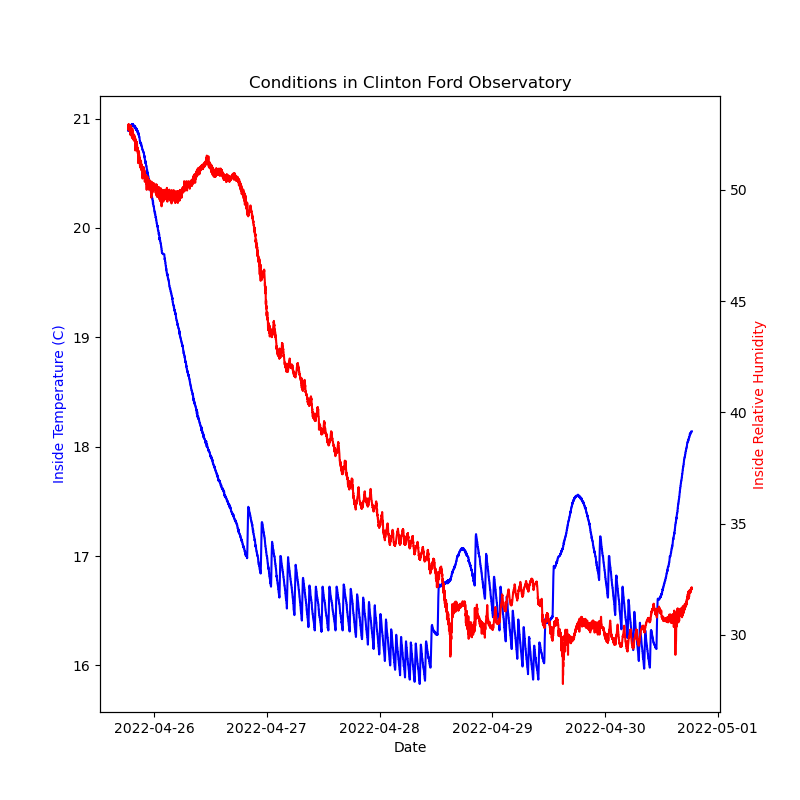 Conditions in Clinton Ford Observatory
Inside Temperature (C)
21
20
19
18
17
16
50
45
40
35
30
Inside Relative Humidity
2022-04-26 2022-04-27 2022-04-28 2022-04-29 2022-04-30 2022-05-01
Date